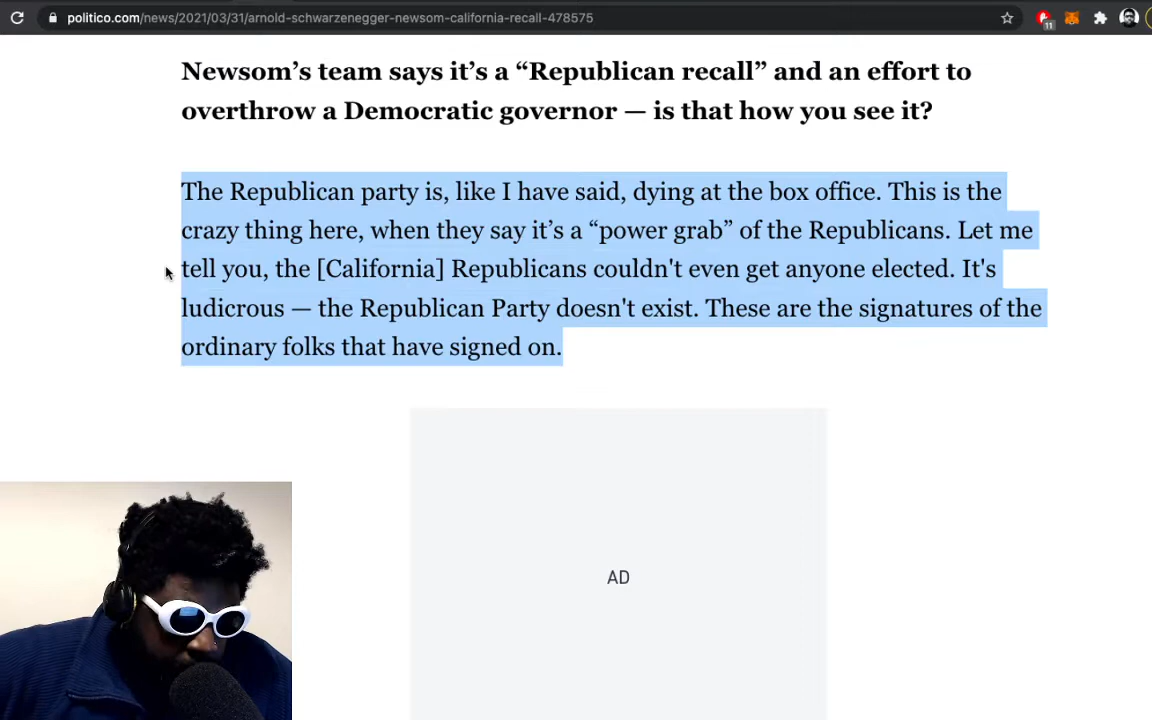 politico.com/news/2021/03/31/arnold-schwarzenegger-newsom-california-recall-478575
11
Newsom’s team says it’s a “Republican recall” and an effort to
overthrow a Democratic governor — is that how you see it?
The Republican party is, like I have said, dying at the box office. This is the
crazy thing here, when they say it’s a “power grab” of the Republicans. Let me
tell you, the [California] Republicans couldn't even get anyone elected. It's
ludicrous — the Republican Party doesn't exist. These are the signatures of the
ordinary folks that have signed on.
AD